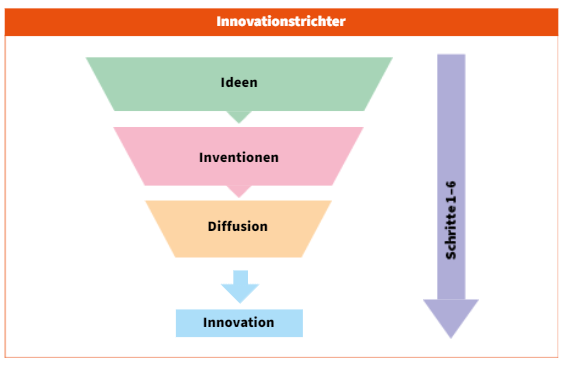 Innovationstrichter
Ideen
Inventionen
Diffusion
Innovation
Schritte 1–6